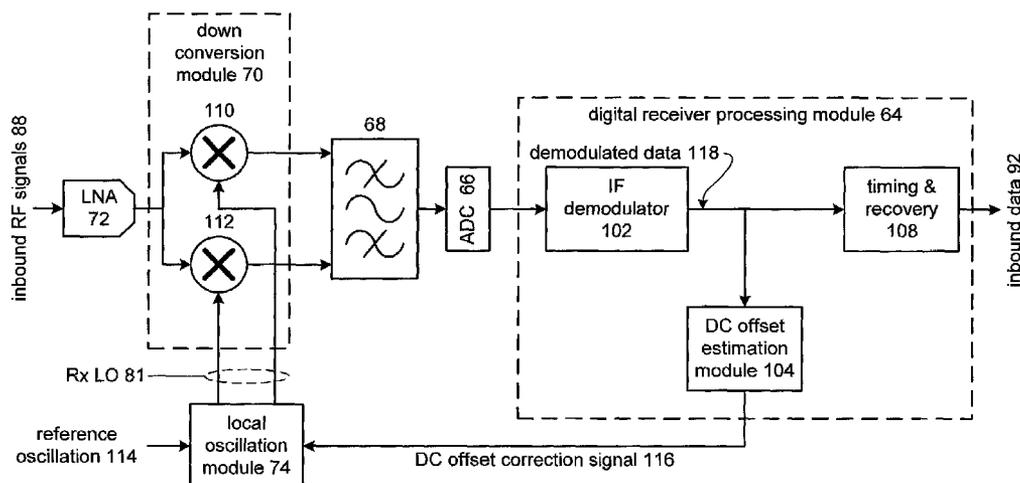 down
conversion
module 70
110
68
digital receiver processing module 64
demodulated data 118
inbound RF signals 88
LNA
72
112
ADC 66
IF
demodulator
102
timing &
recovery
108
inbound data 92
DC offset
estimation
module 104
Rx LO 81
reference
oscillation 114
local
oscillation
module 74
DC offset correction signal 116